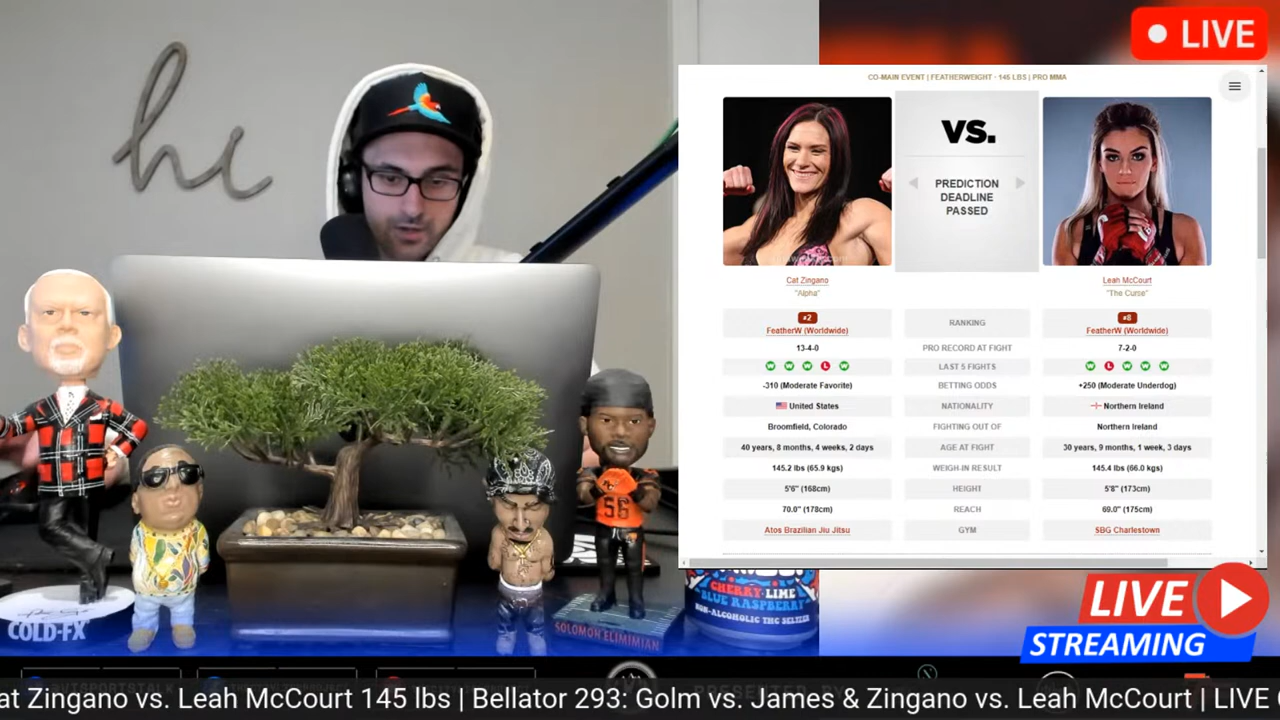 hi
LIVE
CO-MAIN EVENT | FEATHERWEIGHT · 145 LBS | PRO MMA
VS.
PREDICTION
DEADLINE
PASSED
Cat Zingano
"Alpha"
Leah McCourt
"The Curse"
#2
FeatherW (Worldwide)
RANKING
#8
FeatherW (Worldwide)
13-4-0
PRO RECORD AT FIGHT
7-2-0
W W W L W
LAST 5 FIGHTS
W L W W W
-310 (Moderate Favorite)
BETTING ODDS
+250 (Moderate Underdog)
United States
NATIONALITY
Northern Ireland
Broomfield, Colorado
FIGHTING OUT OF
Northern Ireland
40 years, 8 months, 4 weeks, 2 days
AGE AT FIGHT
30 years, 9 months, 1 week, 3 days
145.2 lbs (65.9 kgs)
WEIGH-IN RESULT
145.4 lbs (66.0 kgs)
5'6" (168cm)
HEIGHT
5'8" (173cm)
70.0" (178cm)
REACH
69.0" (175cm)
Atos Brazilian Jiu Jitsu
GYM
SBG Charlestown
56
COLD-FX
SOLOMON ELIMIMIAN
CHERRY-LIME
BLUE RASPBERRY
NON-ALCOHOLIC THC SELTZER
LIVE
STREAMING
at Zingano vs. Leah McCourt 145 lbs | Bellator 293: Golm vs. James & Zingano vs. Leah McCourt | LIVE